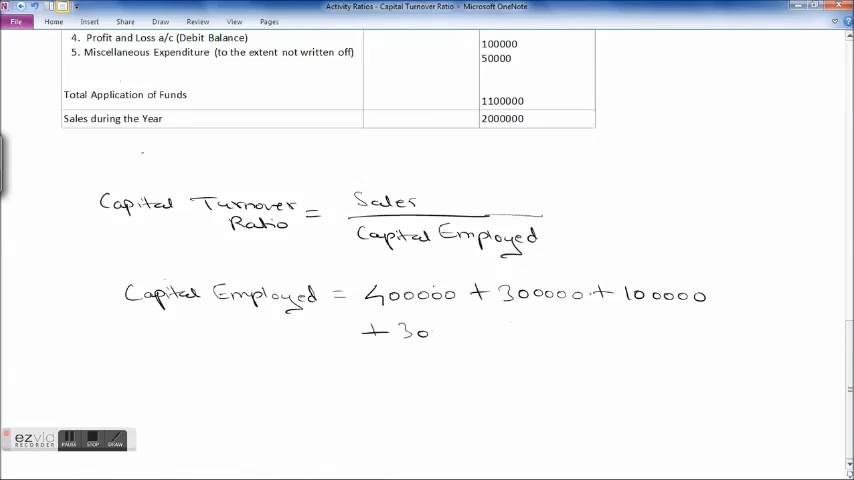 Activity Ratios - Capital Turnover Ratio - Microsoft OneNote
File Home Insert Share Draw Review View Pages
4. Profit and Loss a/c (Debit Balance) 100000
5. Miscellaneous Expenditure (to the extent not written off) 50000
Total Application of Funds 1100000
Sales during the Year 2000000
Capital Turnover Ratio = Sales
Capital Employed
Capital Employed = 400000 + 300000 + 100000
+ 30
ezvid
RECORDER
PAUSE STOP DRAW